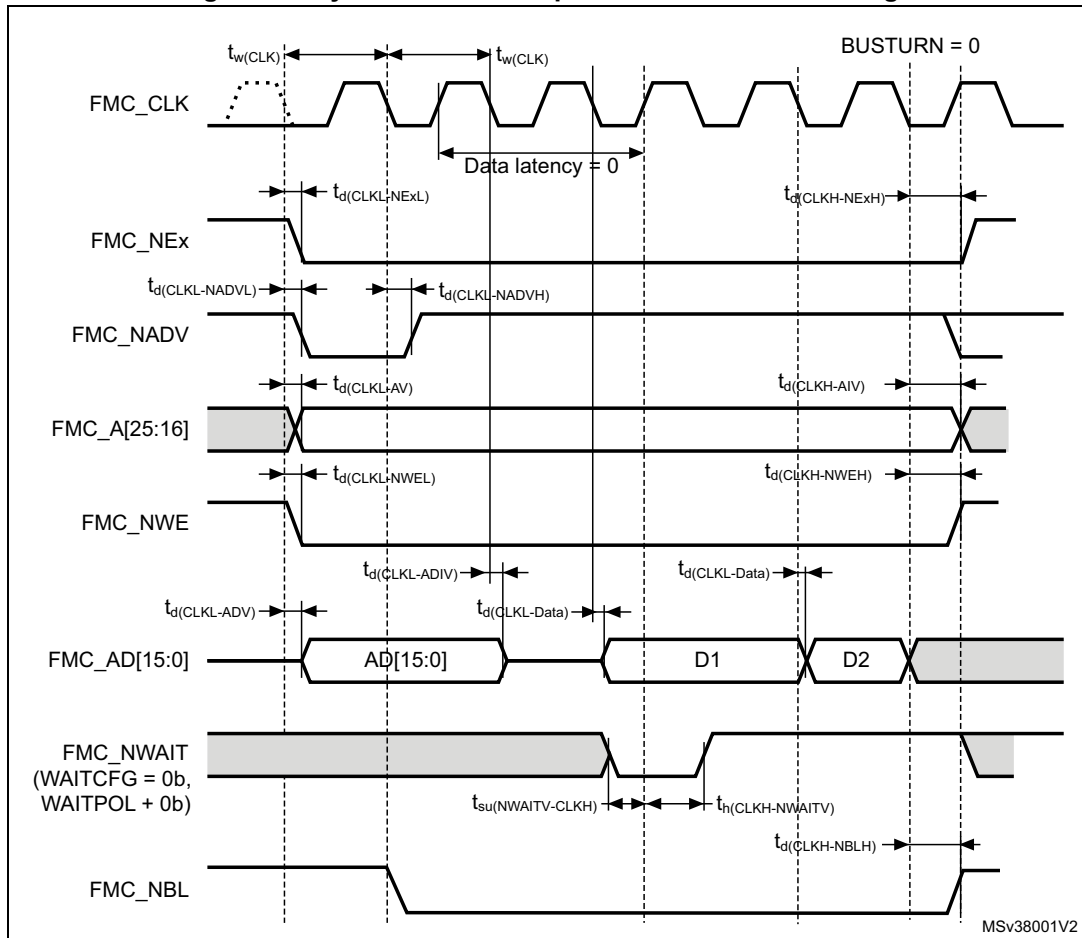 BUSTURN = 0
tw(CLK) tw(CLK)
FMC_CLK
Data latency = 0
td(CLKL-NExL) td(CLKH-NExH)
FMC_NEx
td(CLKL-NADVL) td(CLKL-NADVH)
FMC_NADV
td(CLKL-AV) td(CLKH-AIV)
FMC_A[25:16]
td(CLKL-NWEL) td(CLKH-NWEH)
FMC_NWE
td(CLKL-ADIV) td(CLKL-Data)
td(CLKL-ADV) td(CLKL-Data)
FMC_AD[15:0] AD[15:0] D1 D2
FMC_NWAIT
(WAITCFG = 0b,
WAITPOL + 0b)
tsu(NWAITV-CLKH) th(CLKH-NWAITV)
td(CLKH-NBLH)
FMC_NBL
MSv38001V2